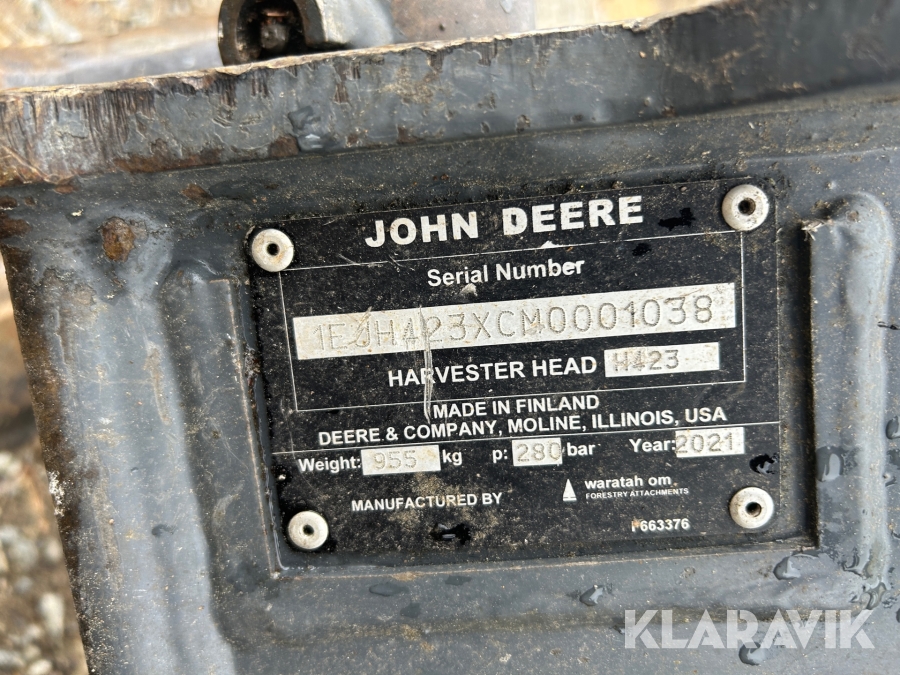 JOHN DEERE
Serial Number
1EJH423XCM0001038
HARVESTER HEAD H423
MADE IN FINLAND
DEERE & COMPANY, MOLINE, ILLINOIS, USA
Weight: 955 kg p: 280 bar Year: 2021
MANUFACTURED BY waratah om
FORESTRY ATTACHMENTS
F663376
KLARAVIK